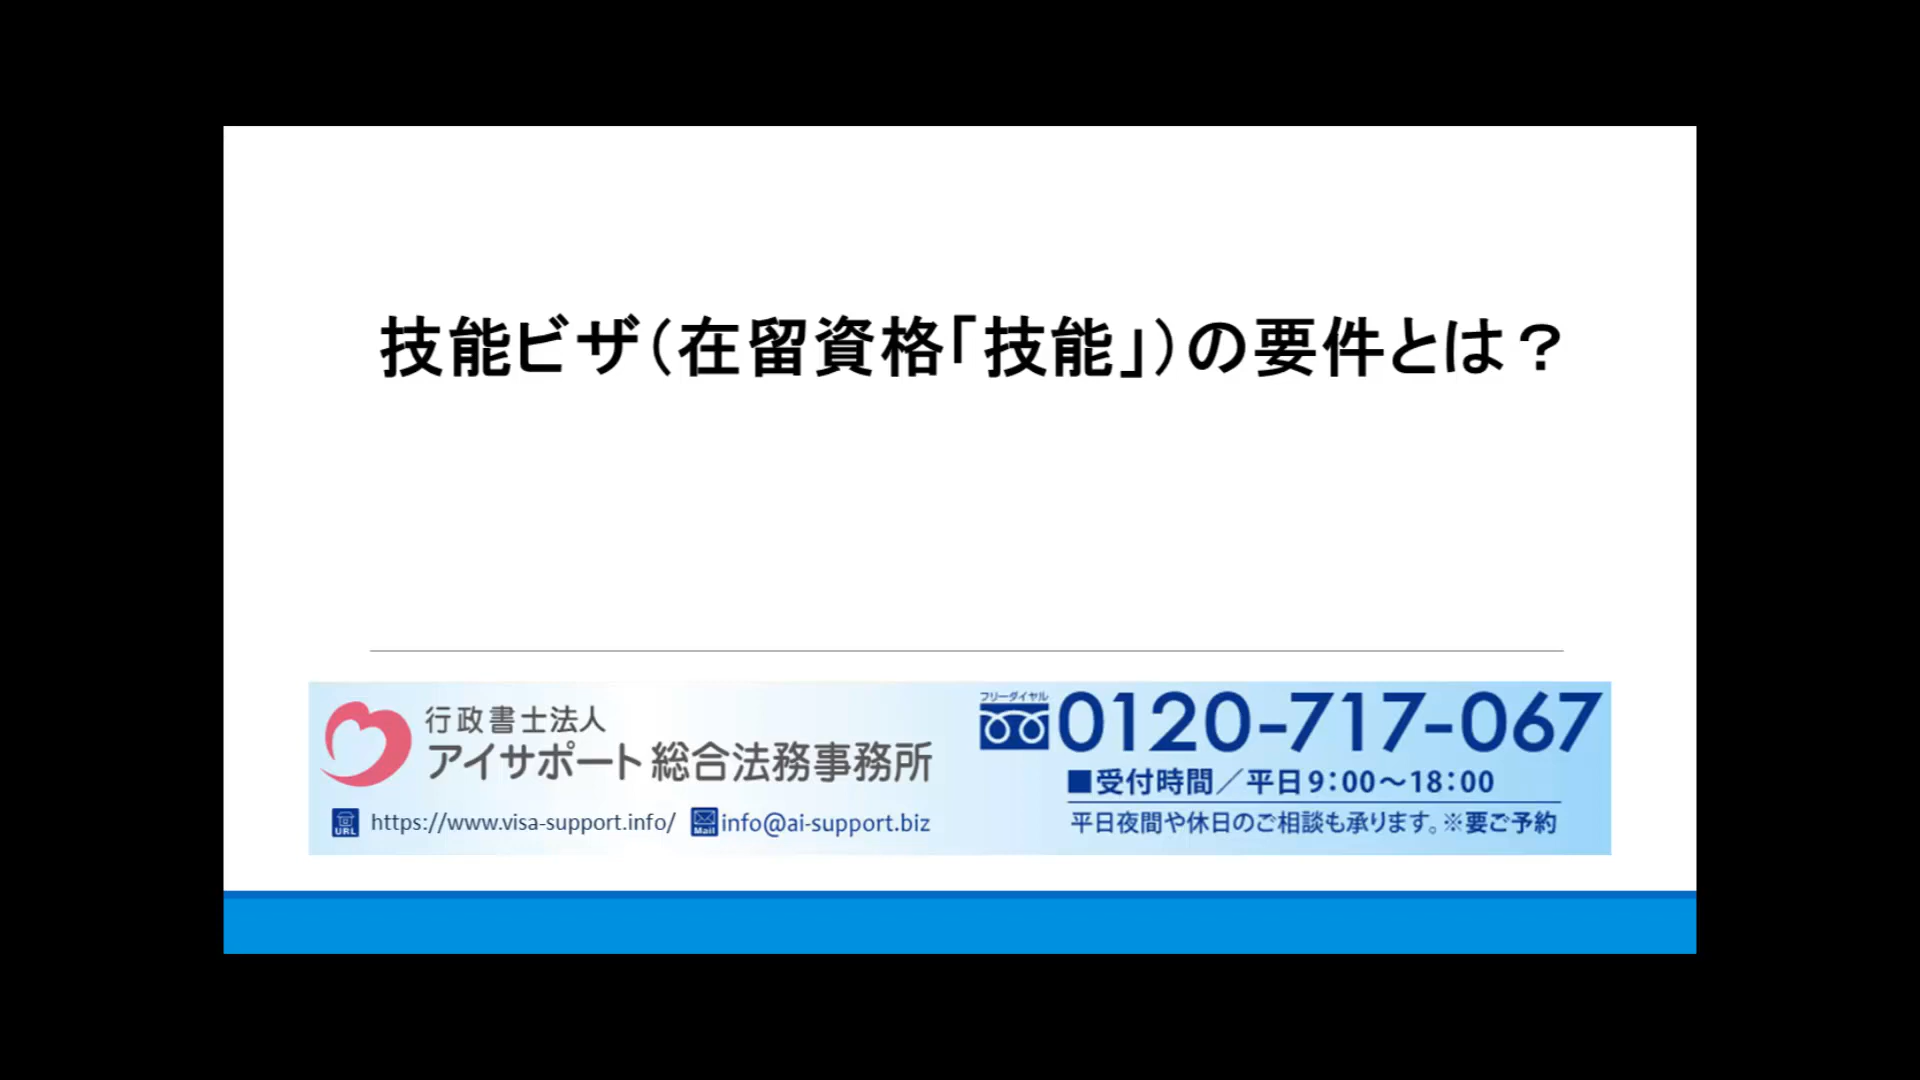 技能ビザ（在留資格「技能」）の要件とは？
行政書士法人
アイサポート総合法務事務所
URL https://www.visa-support.info/ Mail info@ai-support.biz
フリーダイヤル
0120-717-067
■受付時間／平日9：00～18：00
平日夜間や休日のご相談も承ります。※要ご予約